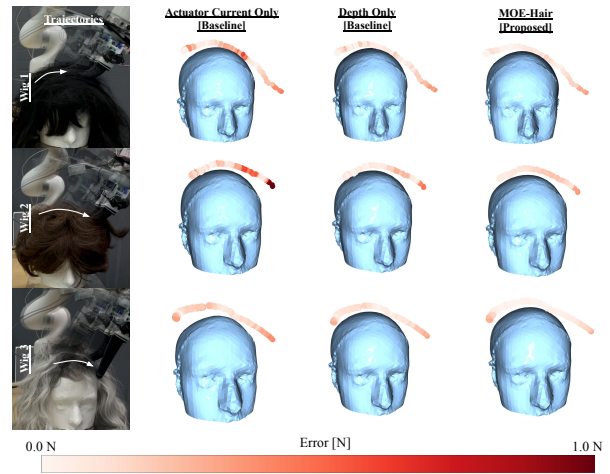 Trajectories
Actuator Current Only
[Baseline]
Depth Only
[Baseline]
MOE-Hair
[Proposed]
Wig 1
Wig 2
Wig 3
0.0 N
Error [N]
1.0 N